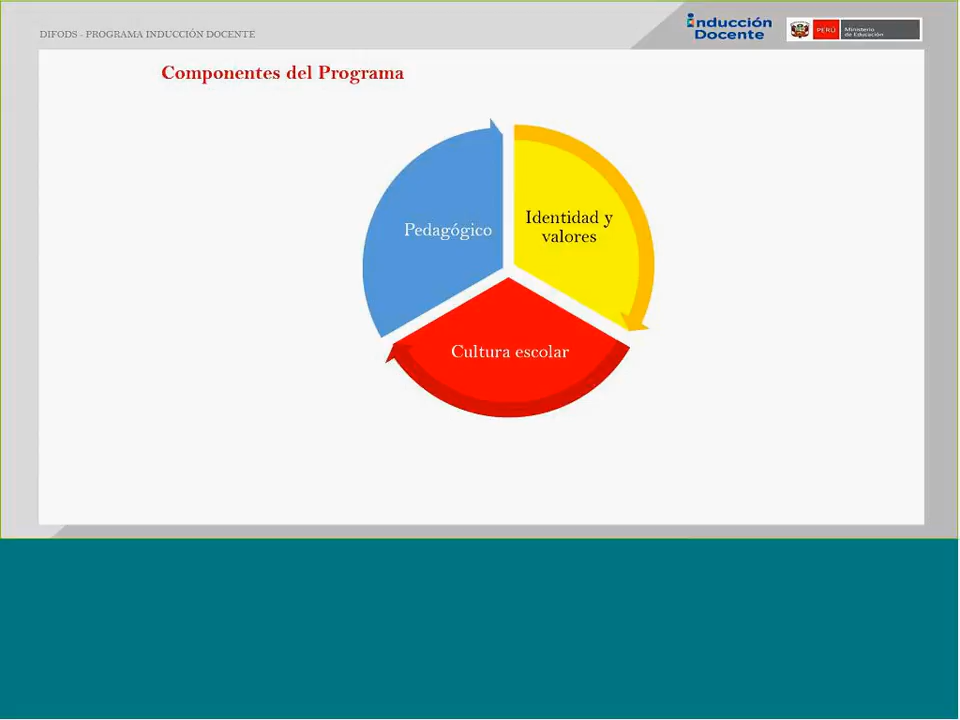 DIFODS - PROGRAMA INDUCCIÓN DOCENTE
inducción
Docente
PERÚ
Ministerio
de Educación
Componentes del Programa
Pedagógico
Identidad y
valores
Cultura escolar